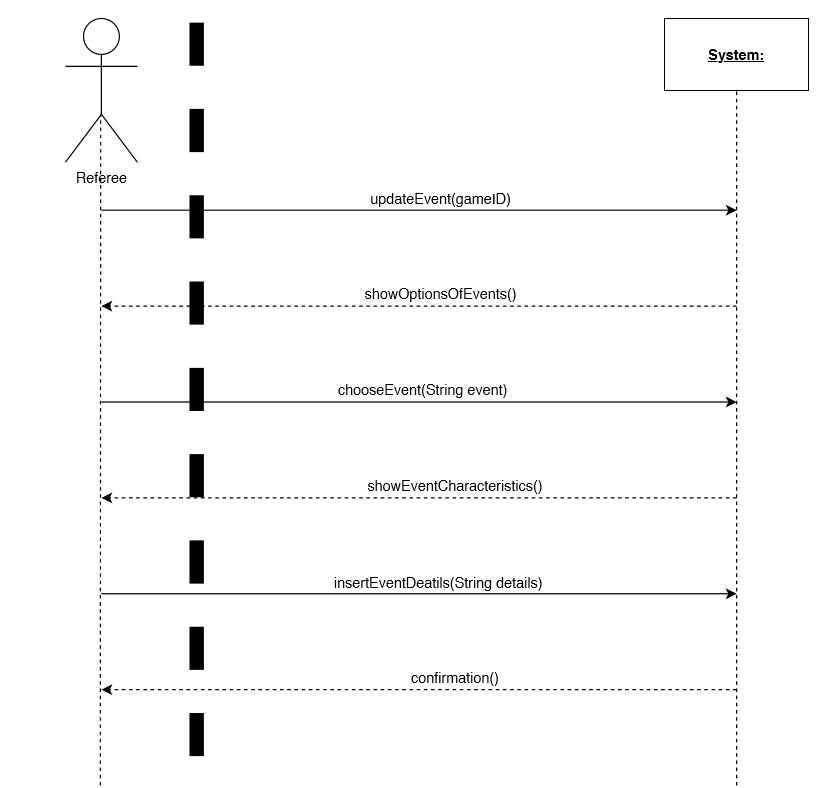 System:
Referee
updateEvent(gameID)
showOptionsOfEvents()
chooseEvent(String event)
showEventCharacteristics()
insertEventDeatils(String details)
confirmation()